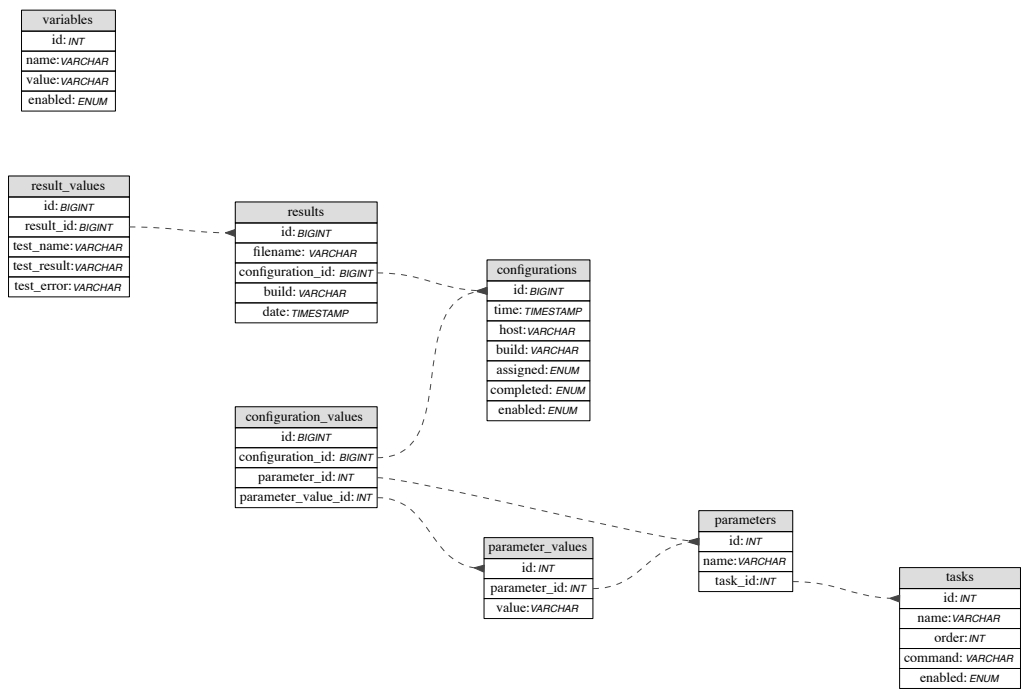 variables
id: INT
name: VARCHAR
value: VARCHAR
enabled: ENUM
result_values
id: BIGINT
result_id: BIGINT
test_name: VARCHAR
test_result: VARCHAR
test_error: VARCHAR
results
id: BIGINT
filename: VARCHAR
configuration_id: BIGINT
build: VARCHAR
date: TIMESTAMP
configurations
id: BIGINT
time: TIMESTAMP
host: VARCHAR
build: VARCHAR
assigned: ENUM
completed: ENUM
enabled: ENUM
configuration_values
id: BIGINT
configuration_id: BIGINT
parameter_id: INT
parameter_value_id: INT
parameter_values
id: INT
parameter_id: INT
value: VARCHAR
parameters
id: INT
name: VARCHAR
task_id: INT
tasks
id: INT
name: VARCHAR
order: INT
command: VARCHAR
enabled: ENUM